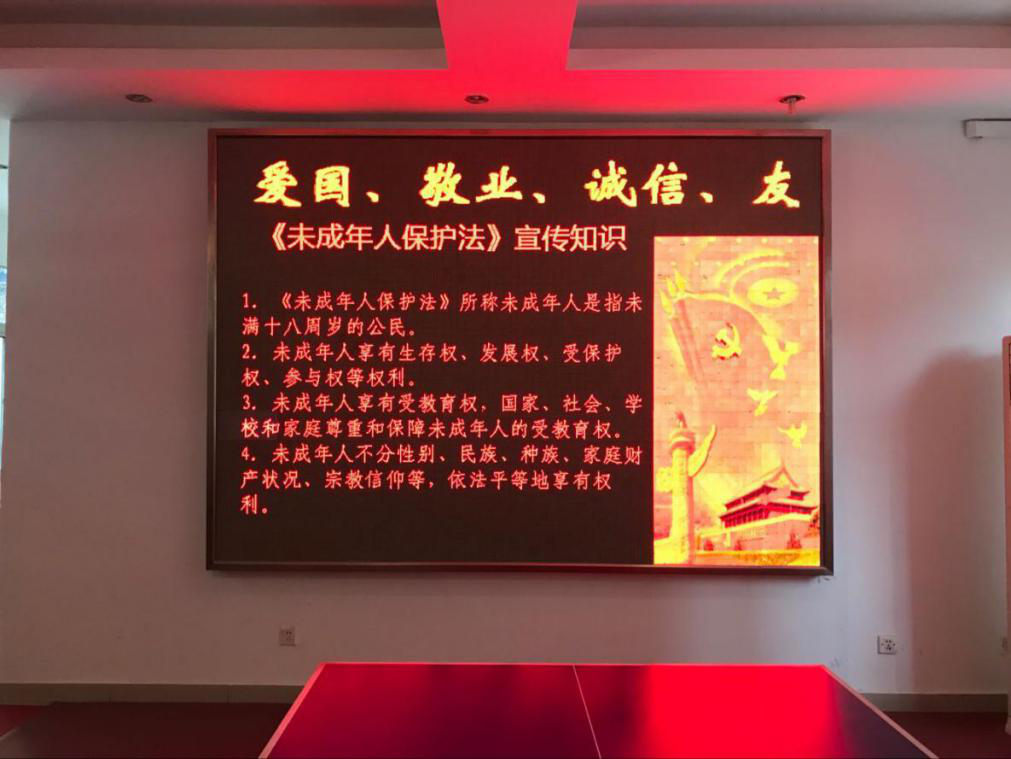 爱国、敬业、诚信、友
《未成年人保护法》宣传知识
1. 《未成年人保护法》所称未成年人是指未
满十八周岁的公民。
2. 未成年人享有生存权、发展权、受保护
权、参与权等权利。
3. 未成年人享有受教育权，国家、社会、学
校和家庭尊重和保障未成年人的受教育权。
4. 未成年人不分性别、民族、种族、家庭财
产状况、宗教信仰等，依法平等地享有权
利。